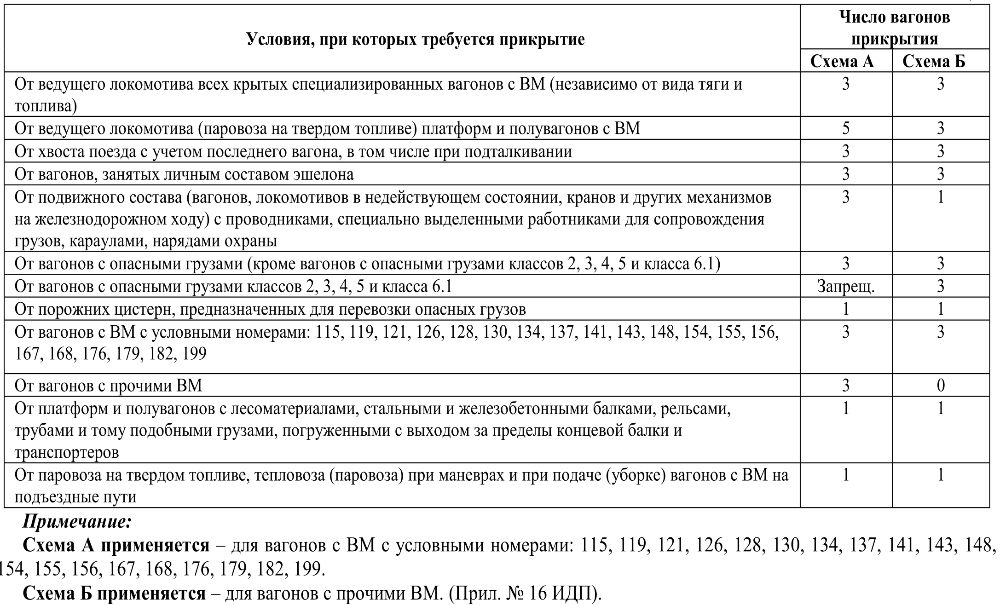 Условия, при которых требуется прикрытие
Число вагонов
прикрытия
Схема А
Схема Б
От ведущего локомотива всех крытых специализированных вагонов с ВМ (независимо от вида тяги и
топлива)
3
3
От ведущего локомотива (паровоза на твердом топливе) платформ и полувагонов с ВМ
5
3
От хвоста поезда с учетом последнего вагона, в том числе при подталкивании
3
3
От вагонов, занятых личным составом эшелона
3
3
От подвижного состава (вагонов, локомотивов в недействующем состоянии, кранов и других механизмов
на железнодорожном ходу) с проводниками, специально выделенными работниками для сопровождения
грузов, караулами, нарядами охраны
3
1
От вагонов с опасными грузами (кроме вагонов с опасными грузами классов 2, 3, 4, 5 и класса 6.1)
3
3
От вагонов с опасными грузами классов 2, 3, 4, 5 и класса 6.1
Запрещ.
3
От порожних цистерн, предназначенных для перевозки опасных грузов
1
1
От вагонов с ВМ с условными номерами: 115, 119, 121, 126, 128, 130, 134, 137, 141, 143, 148, 154, 155, 156,
167, 168, 176, 179, 182, 199
3
3
От вагонов с прочими ВМ
3
0
От платформ и полувагонов с лесоматериалами, стальными и железобетонными балками, рельсами,
трубами и тому подобными грузами, погруженными с выходом за пределы концевой балки и
транспортеров
1
1
От паровоза на твердом топливе, тепловоза (паровоза) при маневрах и при подаче (уборке) вагонов с ВМ на
подъездные пути
1
1
Примечание:
Схема А применяется – для вагонов с ВМ с условными номерами: 115, 119, 121, 126, 128, 130, 134, 137, 141, 143, 148,
154, 155, 156, 167, 168, 176, 179, 182, 199.
Схема Б применяется – для вагонов с прочими ВМ. (Прил. № 16 ИДП).